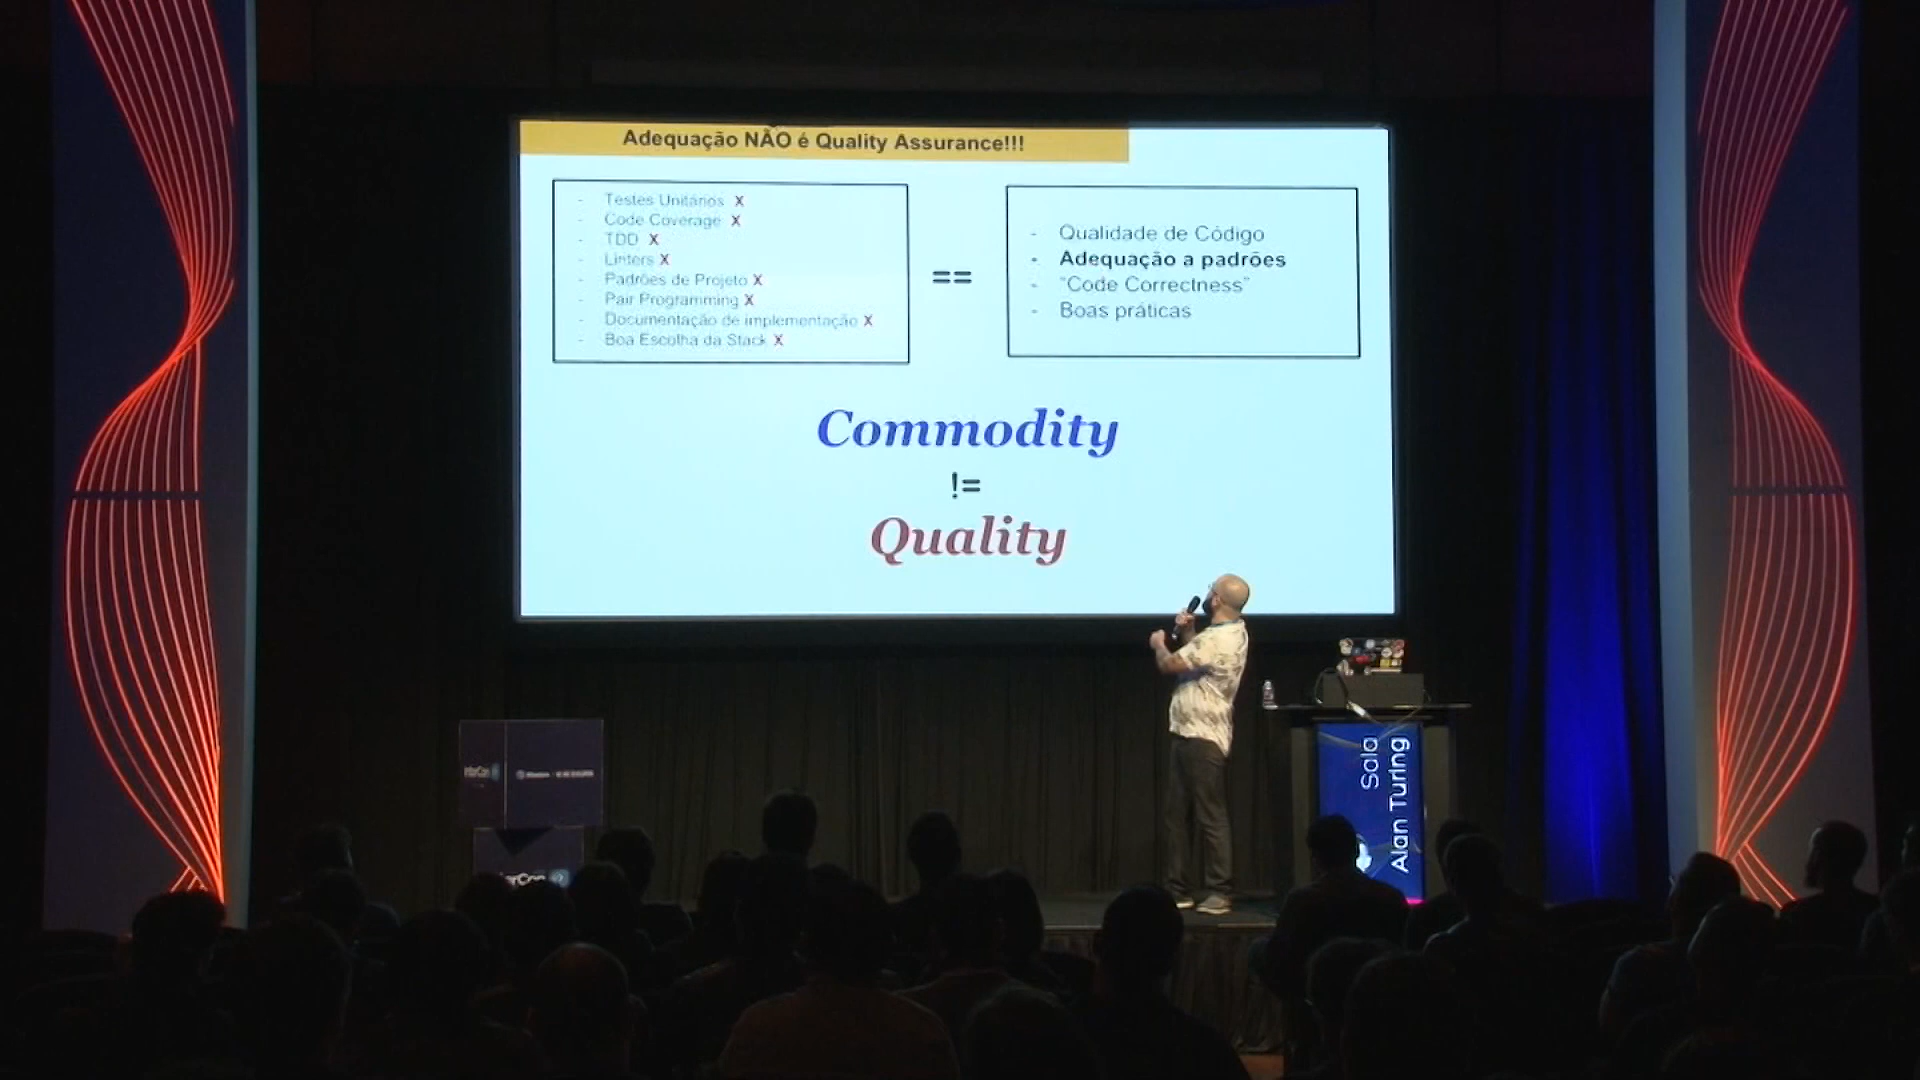 Adequação NÃO é Quality Assurance!!!
- Testes Unitários X
- Code Coverage X
- TDD X
- Linters X
- Padrões de Projeto X
- Pair Programming X
- Documentação de implementação X
- Boa Escolha da Stack X
==
- Qualidade de Código
- Adequação a padrões
- "Code Correctness"
- Boas práticas
Commodity
!=
Quality
InterCon
Sala
Alan Turing